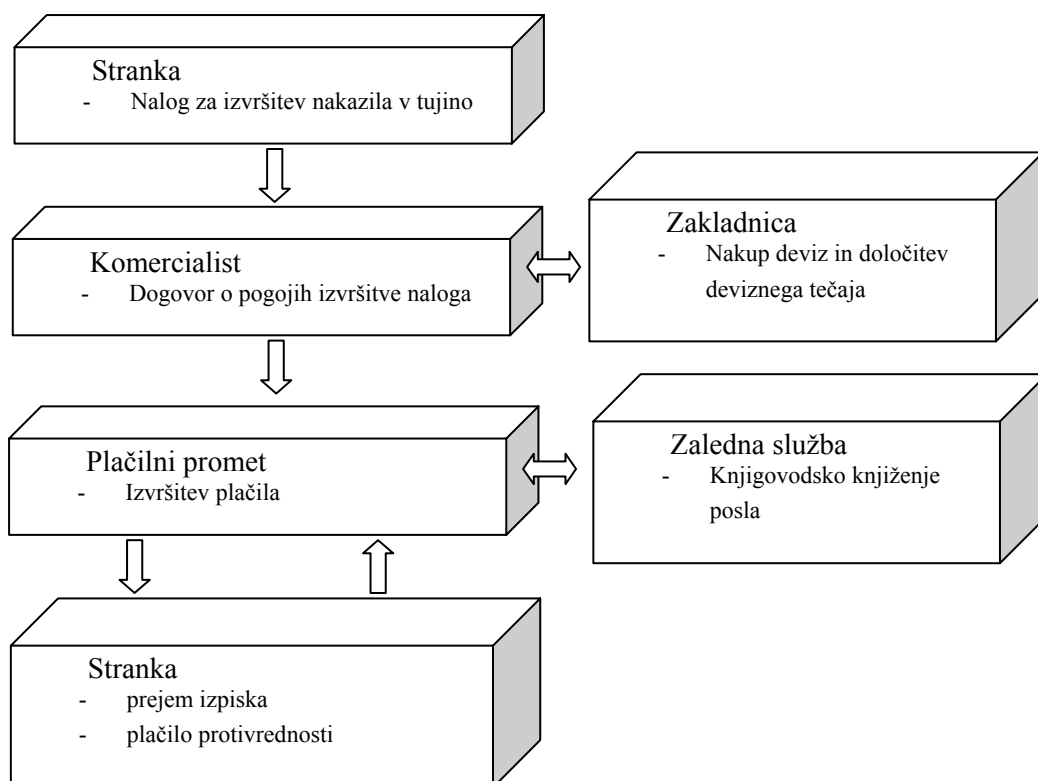 Stranka
- Nalog za izvršitev nakazila v tujino
Komercialist
- Dogovor o pogojih izvršitve naloga
Zakladnica
- Nakup deviz in določitev
deviznega tečaja
Plačilni promet
- Izvršitev plačila
Zaledna služba
- Knjigovodsko knjiženje
posla
Stranka
- prejem izpiska
- plačilo protivrednosti